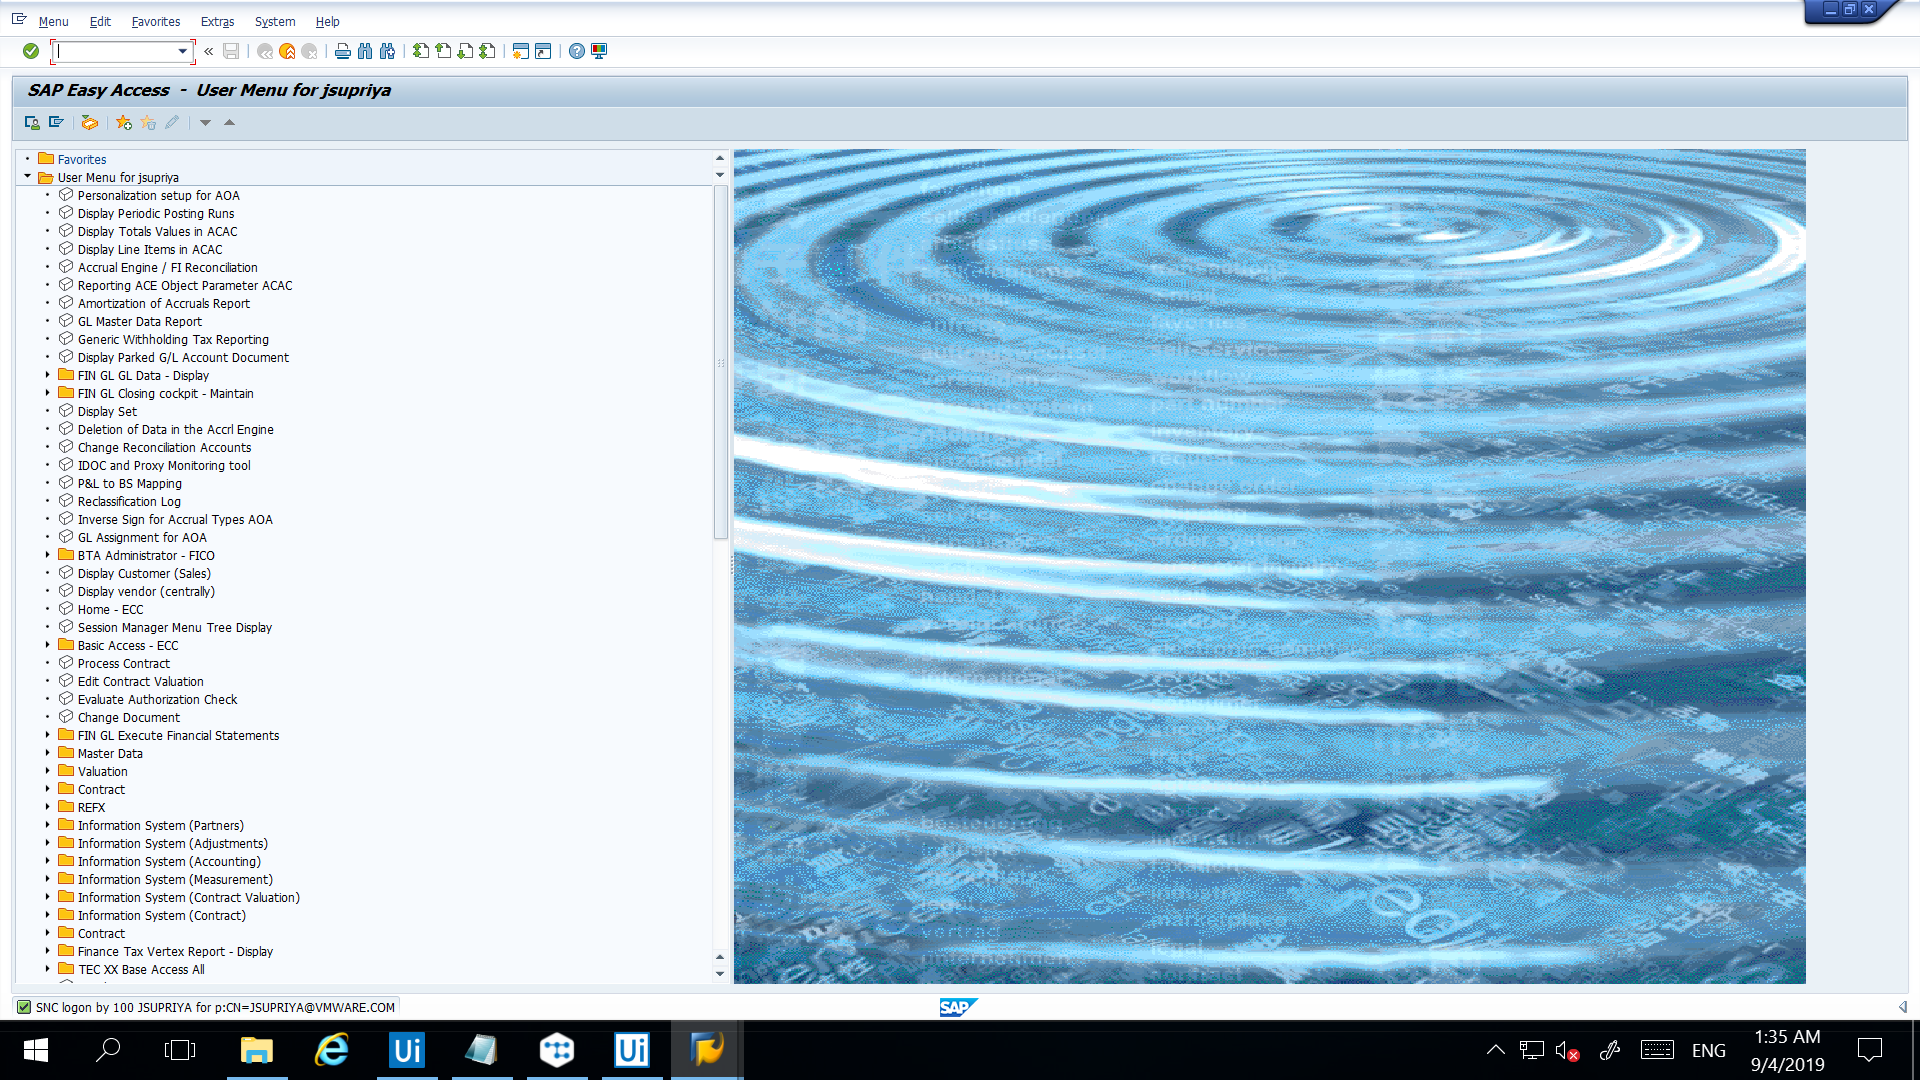 Menu Edit Favorites Extras System Help
SAP Easy Access - User Menu for jsupriya
Favorites
User Menu for jsupriya
Personalization setup for AOA
Display Periodic Posting Runs
Display Totals Values in ACAC
Display Line Items in ACAC
Accrual Engine / FI Reconciliation
Reporting ACE Object Parameter ACAC
Amortization of Accruals Report
GL Master Data Report
Generic Withholding Tax Reporting
Display Parked G/L Account Document
FIN GL GL Data - Display
FIN GL Closing cockpit - Maintain
Display Set
Deletion of Data in the Accrl Engine
Change Reconciliation Accounts
IDOC and Proxy Monitoring tool
P&L to BS Mapping
Reclassification Log
Inverse Sign for Accrual Types AOA
GL Assignment for AOA
BTA Administrator - FICO
Display Customer (Sales)
Display vendor (centrally)
Home - ECC
Session Manager Menu Tree Display
Basic Access - ECC
Process Contract
Edit Contract Valuation
Evaluate Authorization Check
Change Document
FIN GL Execute Financial Statements
Master Data
Valuation
Contract
REFX
Information System (Partners)
Information System (Adjustments)
Information System (Accounting)
Information System (Measurement)
Information System (Contract Valuation)
Information System (Contract)
Contract
Finance Tax Vertex Report - Display
TEC XX Base Access All
SNC logon by 100 JSUPRIYA for p:CN=JSUPRIYA@VMWARE.COM
SAP
Ui
Ui
ENG
1:35 AM
9/4/2019